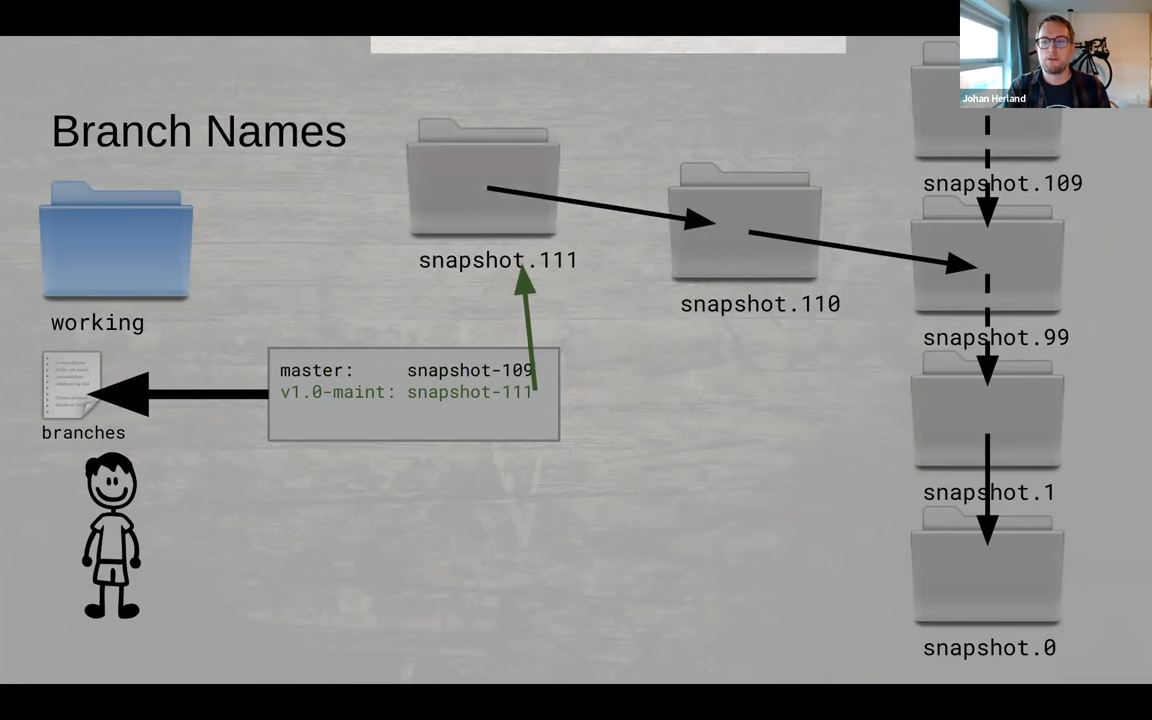 Johan Herland
Branch Names
snapshot.109
snapshot.111
snapshot.110
working
snapshot.99
master: snapshot-109
v1.0-maint: snapshot-111
branches
snapshot.1
snapshot.0